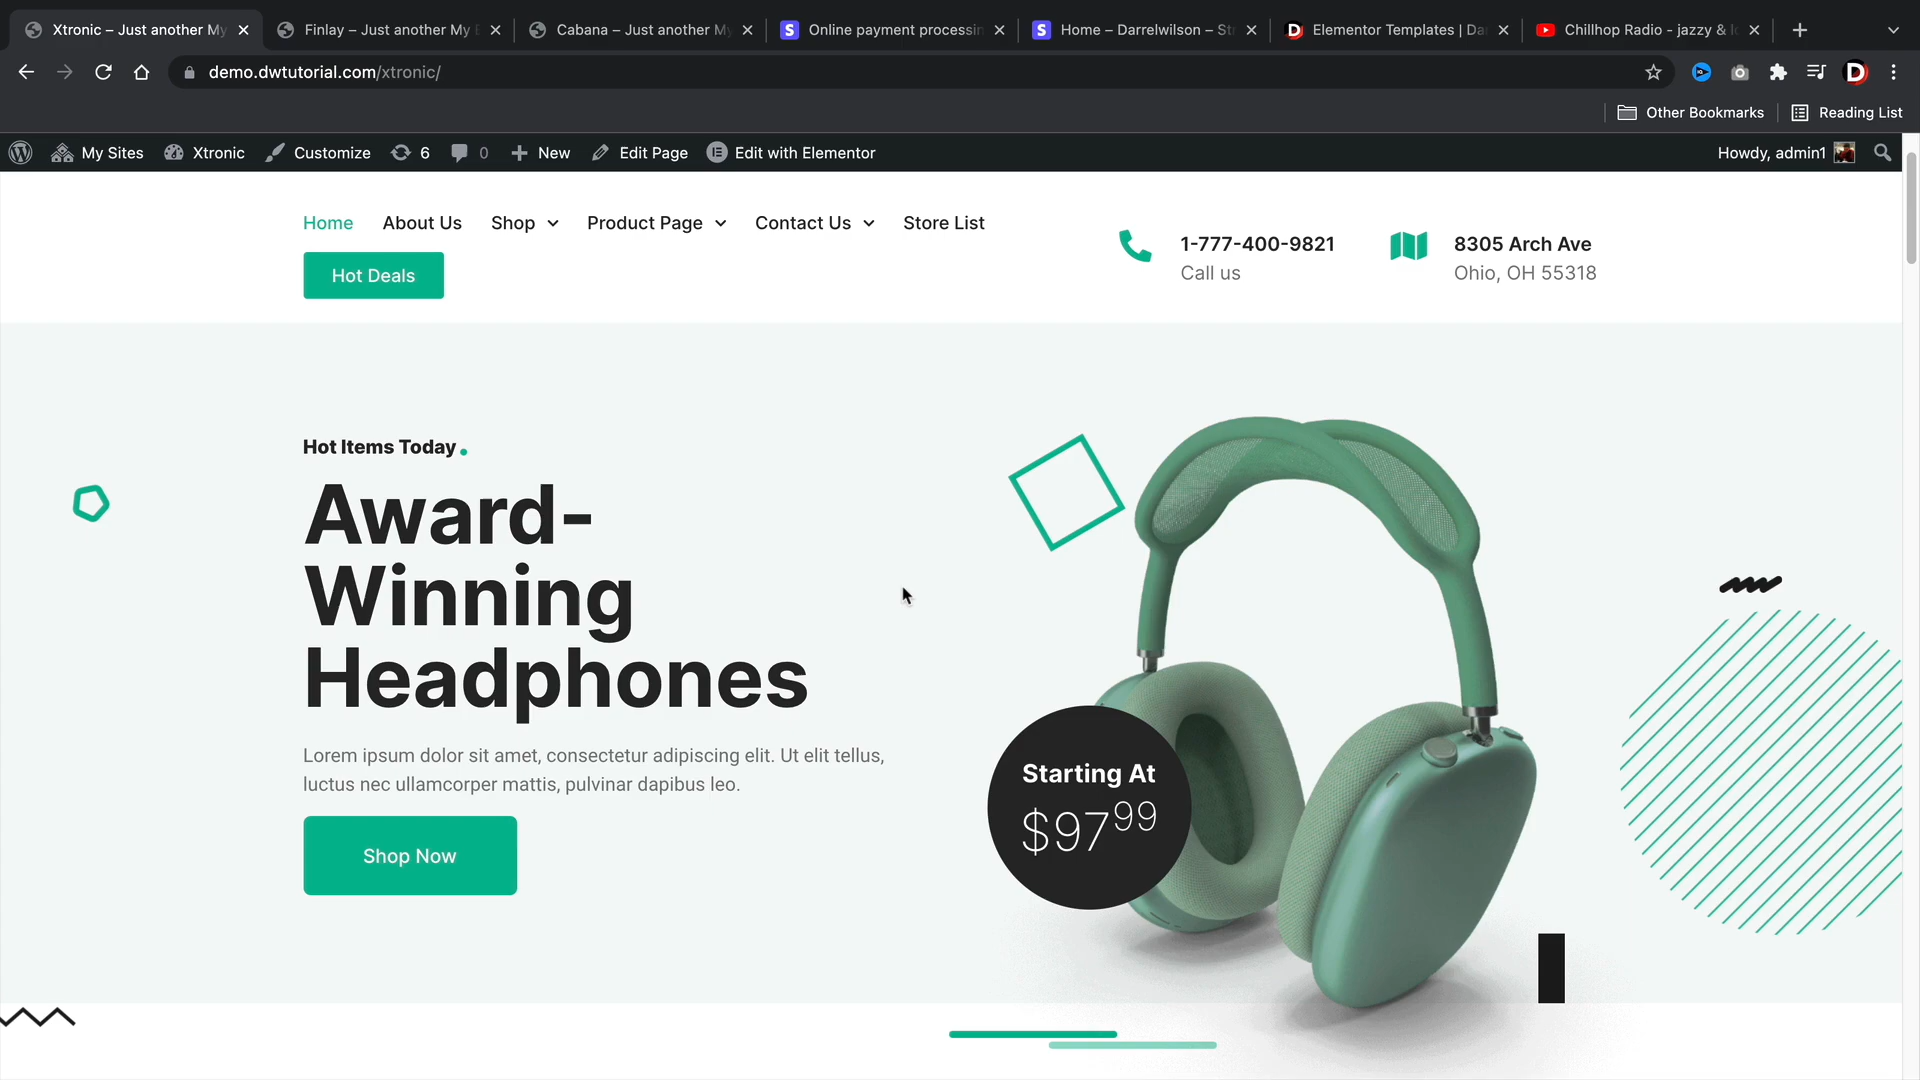 Xtronic – Just another My
Finlay – Just another My
Cabana – Just another My
Online payment processin
Home – Darrelwilson – St
Elementor Templates | Da
Chillhop Radio - jazzy &
demo.dwtutorial.com/xtronic/
Other Bookmarks
Reading List
My Sites
Xtronic
Customize
6
0
New
Edit Page
Edit with Elementor
Howdy, admin1
Home
About Us
Shop
Product Page
Contact Us
Store List
Hot Deals
1-777-400-9821
Call us
8305 Arch Ave
Ohio, OH 55318
Hot Items Today.
Award-
Winning
Headphones
Lorem ipsum dolor sit amet, consectetur adipiscing elit. Ut elit tellus,
luctus nec ullamcorper mattis, pulvinar dapibus leo.
Shop Now
Starting At
$97⁹⁹